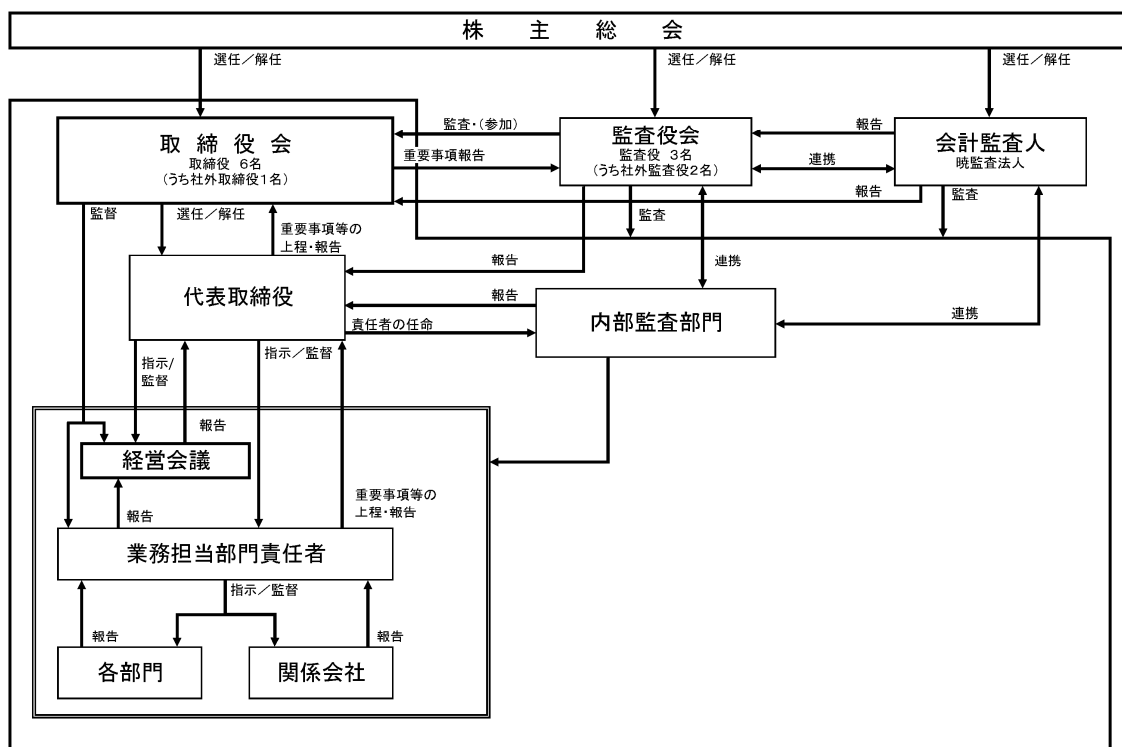 株 主 総 会
選任／解任
選任／解任
選任／解任
取 締 役 会
取締役 6名
(うち社外取締役1名)
監査・(参加)
重要事項報告
監査役会
監査役 3名
(うち社外監査役2名)
報告
連携
報告
会計監査人
暁監査法人
監督
選任／解任
重要事項等の
上程・報告
監査
監査
報告
連携
代表取締役
報告
責任者の任命
内部監査部門
連携
指示/
監督
報告
指示／監督
経営会議
報告
重要事項等の
上程・報告
業務担当部門責任者
指示／監督
報告
報告
各部門
関係会社